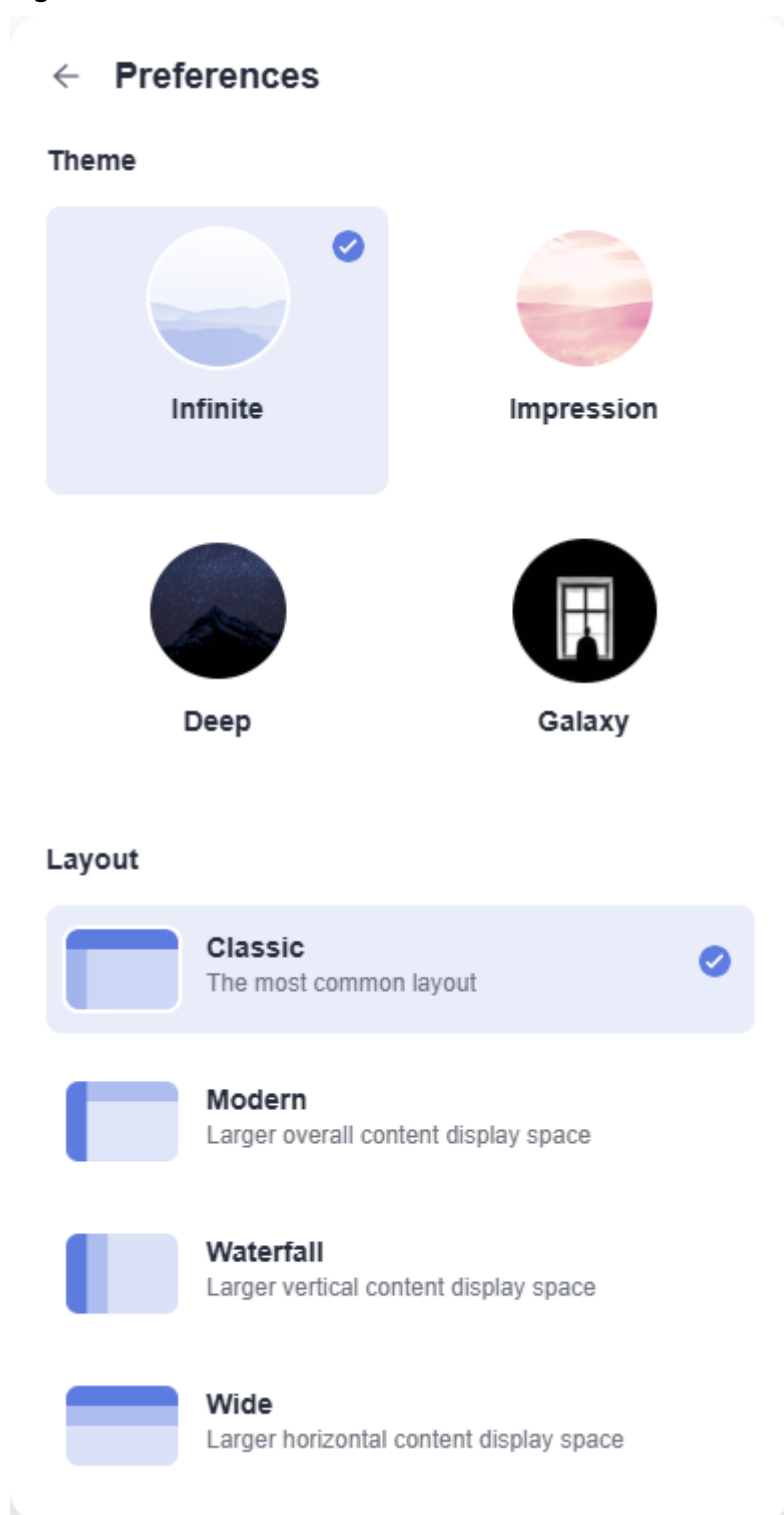 Preferences
Theme
Infinite
Impression
Deep
Galaxy
Layout
Classic
The most common layout
Modern
Larger overall content display space
Waterfall
Larger vertical content display space
Wide
Larger horizontal content display space